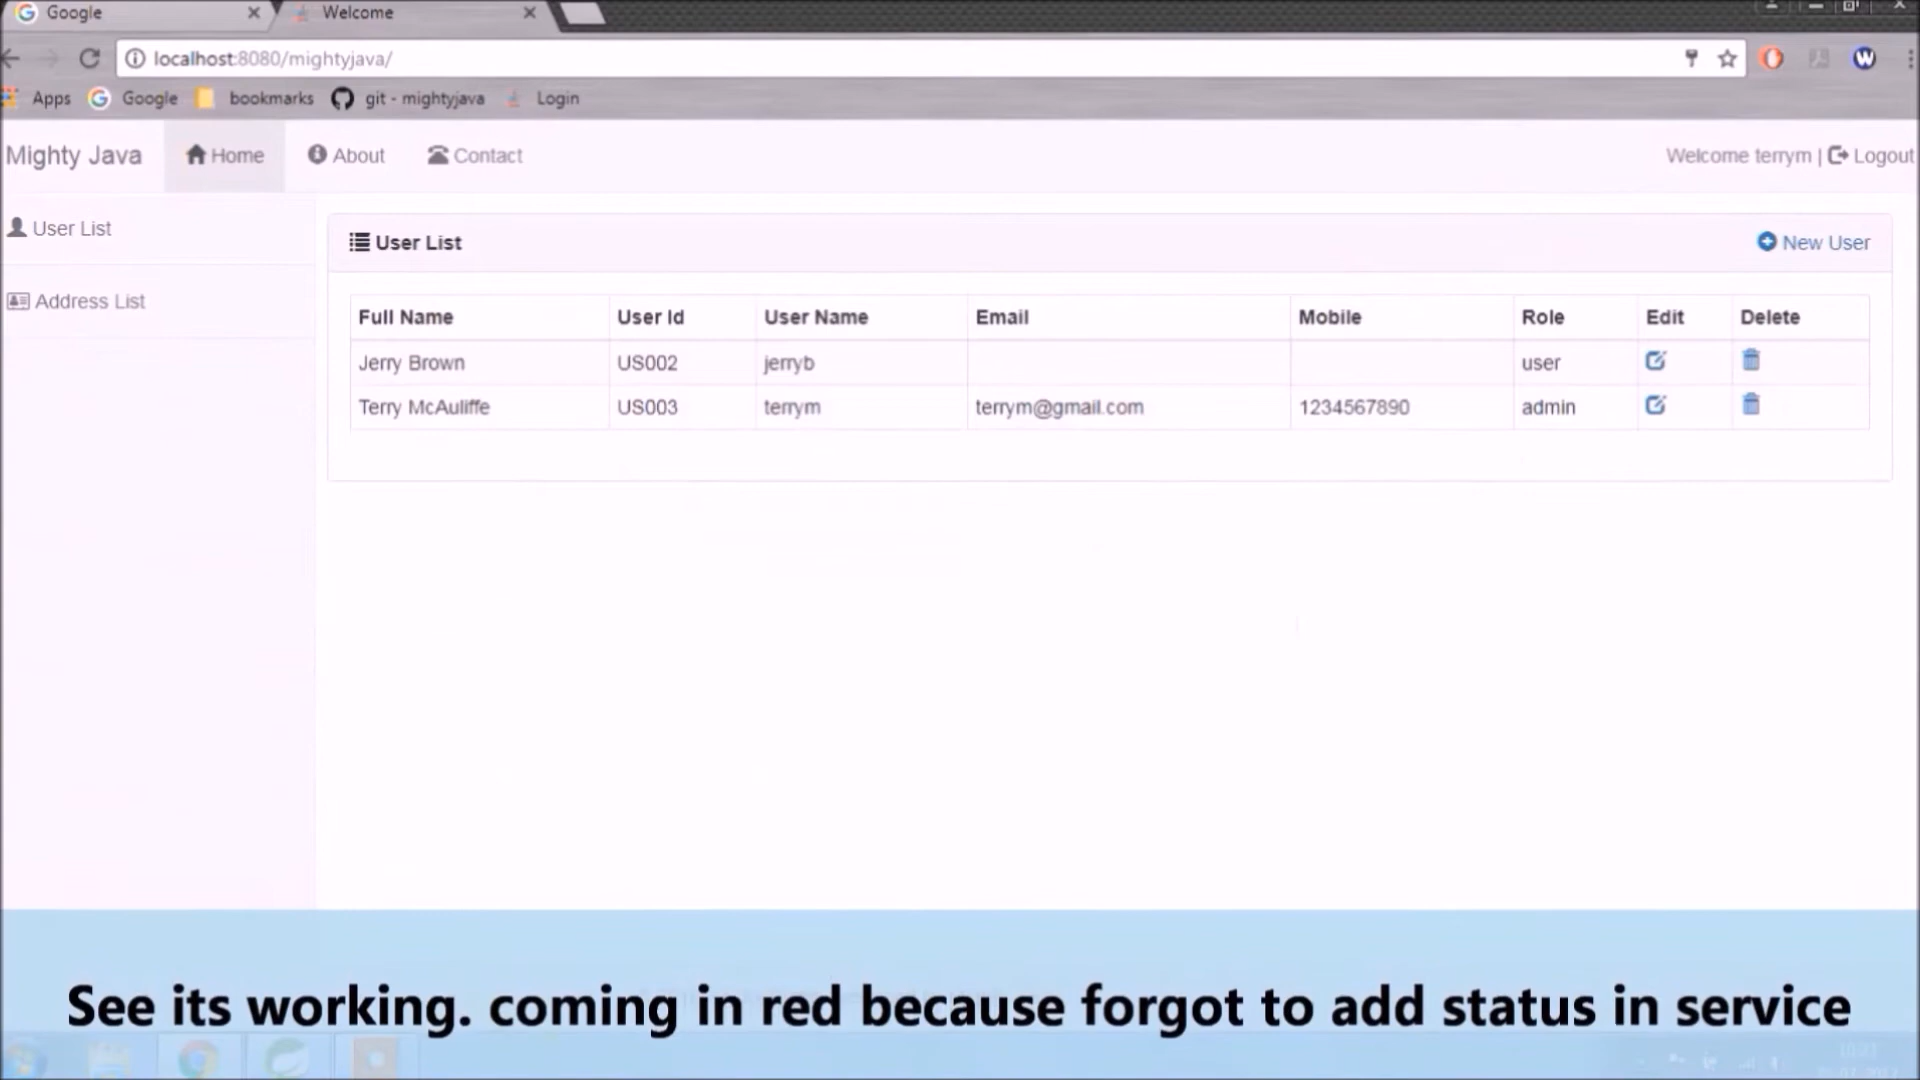 Google
Welcome
localhost:8080/mightyjava/
Apps
Google
bookmarks
git - mightyjava
Login
Mighty Java
Home
About
Contact
Welcome terrym | Logout
User List
Address List
User List
New User
Full Name User Id User Name Email Mobile Role Edit Delete
Jerry Brown US002 jerryb user
Terry McAuliffe US003 terrym terrym@gmail.com 1234567890 admin
See its working. coming in red because forgot to add status in service